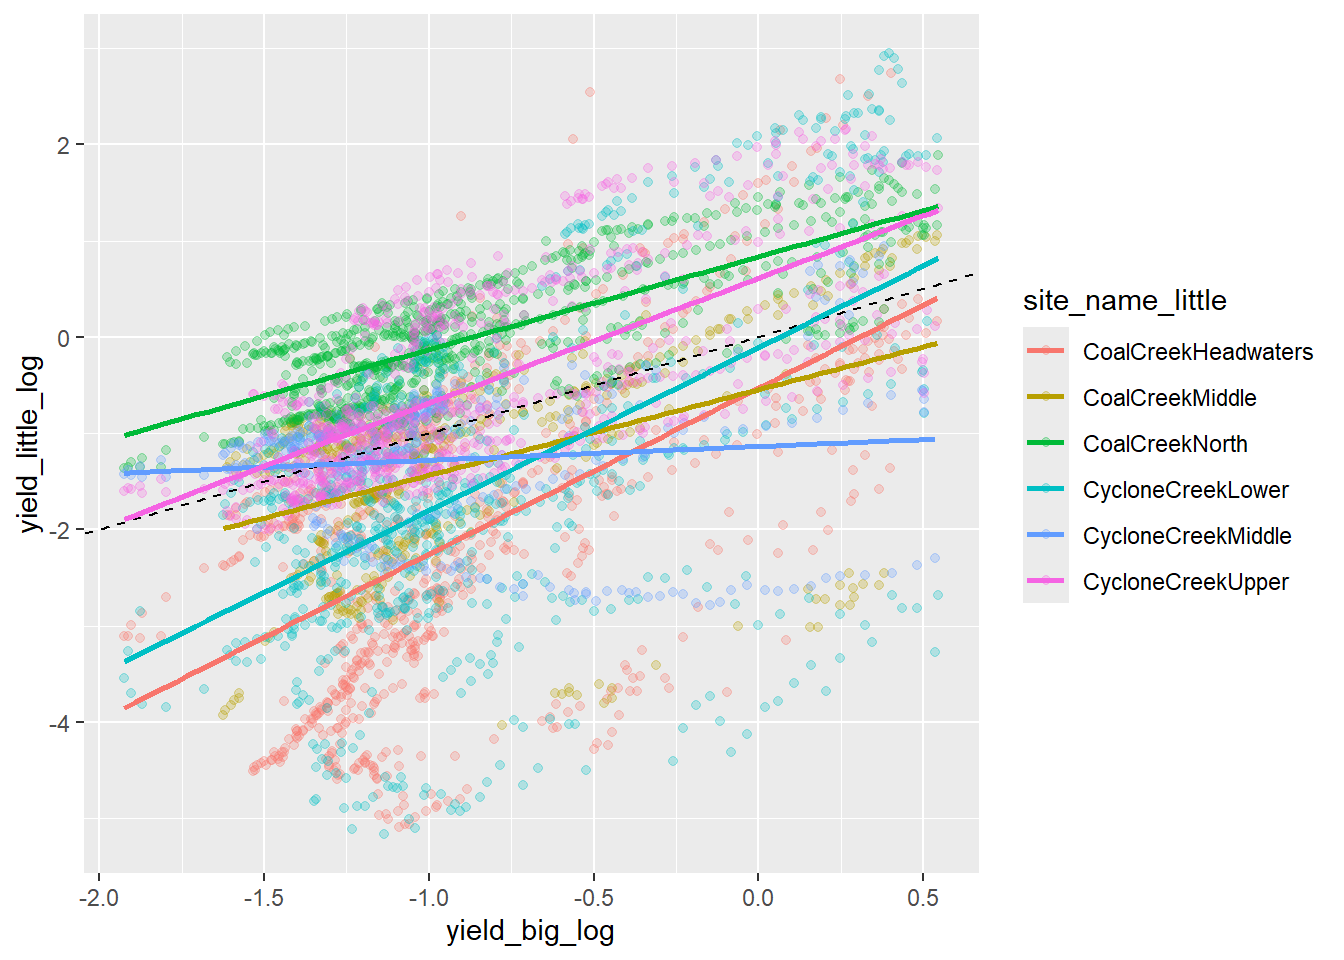 2
0
-2
-4
-2.0 -1.5 -1.0 -0.5 0.0 0.5
yield_big_log
yield_little_log
site_name_little
CoalCreekHeadwaters
CoalCreekMiddle
CoalCreekNorth
CycloneCreekLower
CycloneCreekMiddle
CycloneCreekUpper